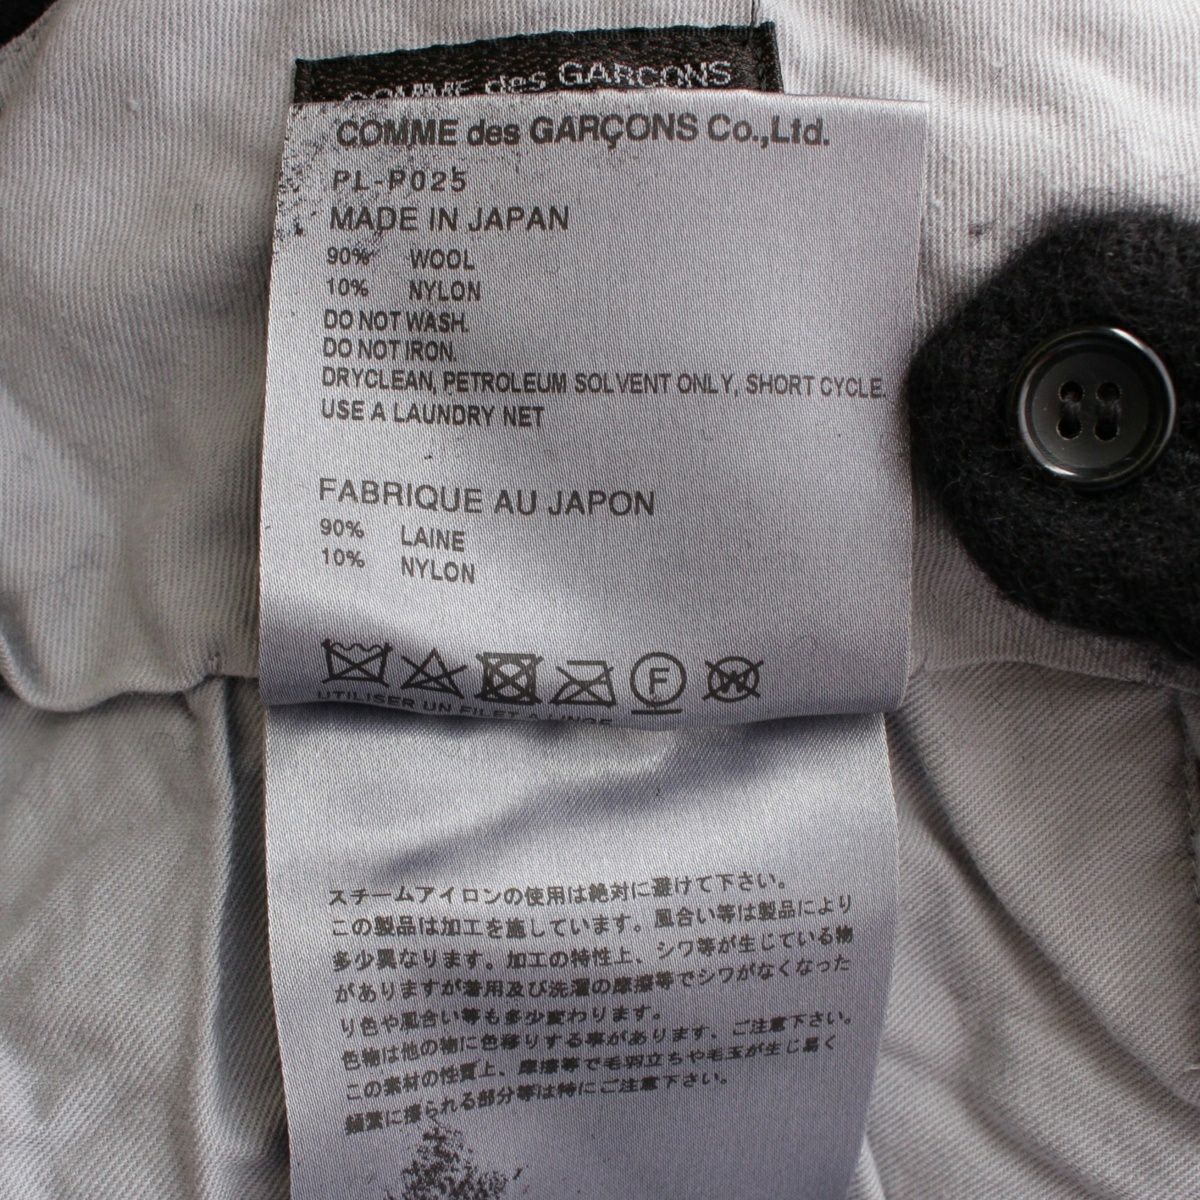 COMME des GARÇONS
COMME des GARÇONS Co.,Ltd.
PL-P025
MADE IN JAPAN
90% WOOL
10% NYLON
DO NOT WASH.
DO NOT IRON.
DRYCLEAN, PETROLEUM SOLVENT ONLY, SHORT CYCLE.
USE A LAUNDRY NET
FABRIQUE AU JAPON
90% LAINE
10% NYLON
F W
UTILISER UN FILET A LINGE
スチームアイロンの使用は絶対に避けて下さい。
この製品は加工を施しています。風合い等は製品により
多少異なります。加工の特性上、シワ等が生じている物
がありますが着用及び洗濯の摩擦等でシワがなくなった
り色や風合い等も多少変わります。
色物は他の物に色移りする事があります、ご注意下さい。
この素材の性質上、摩擦等で毛羽立ちや毛玉が生じ易く
頻繁に擦られる部分等は特にご注意下さい。